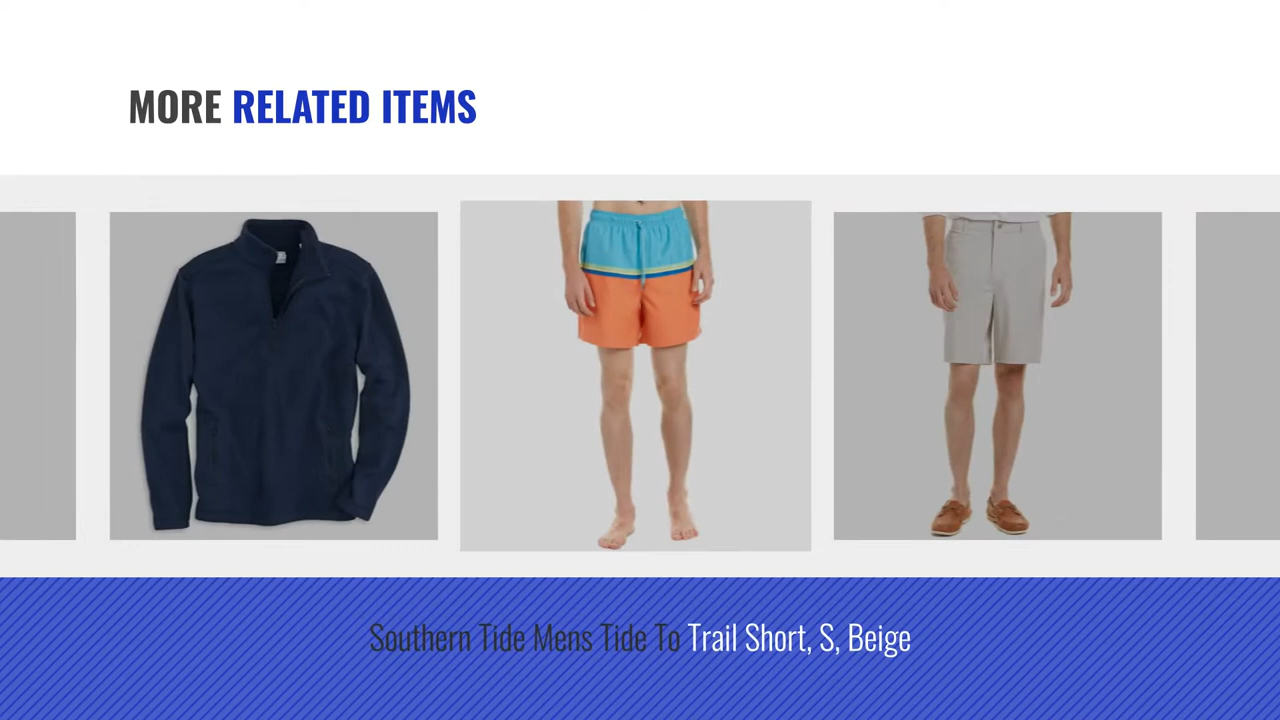 MORE RELATED ITEMS
Southern Tide Mens Tide To Trail Short, S, Beige